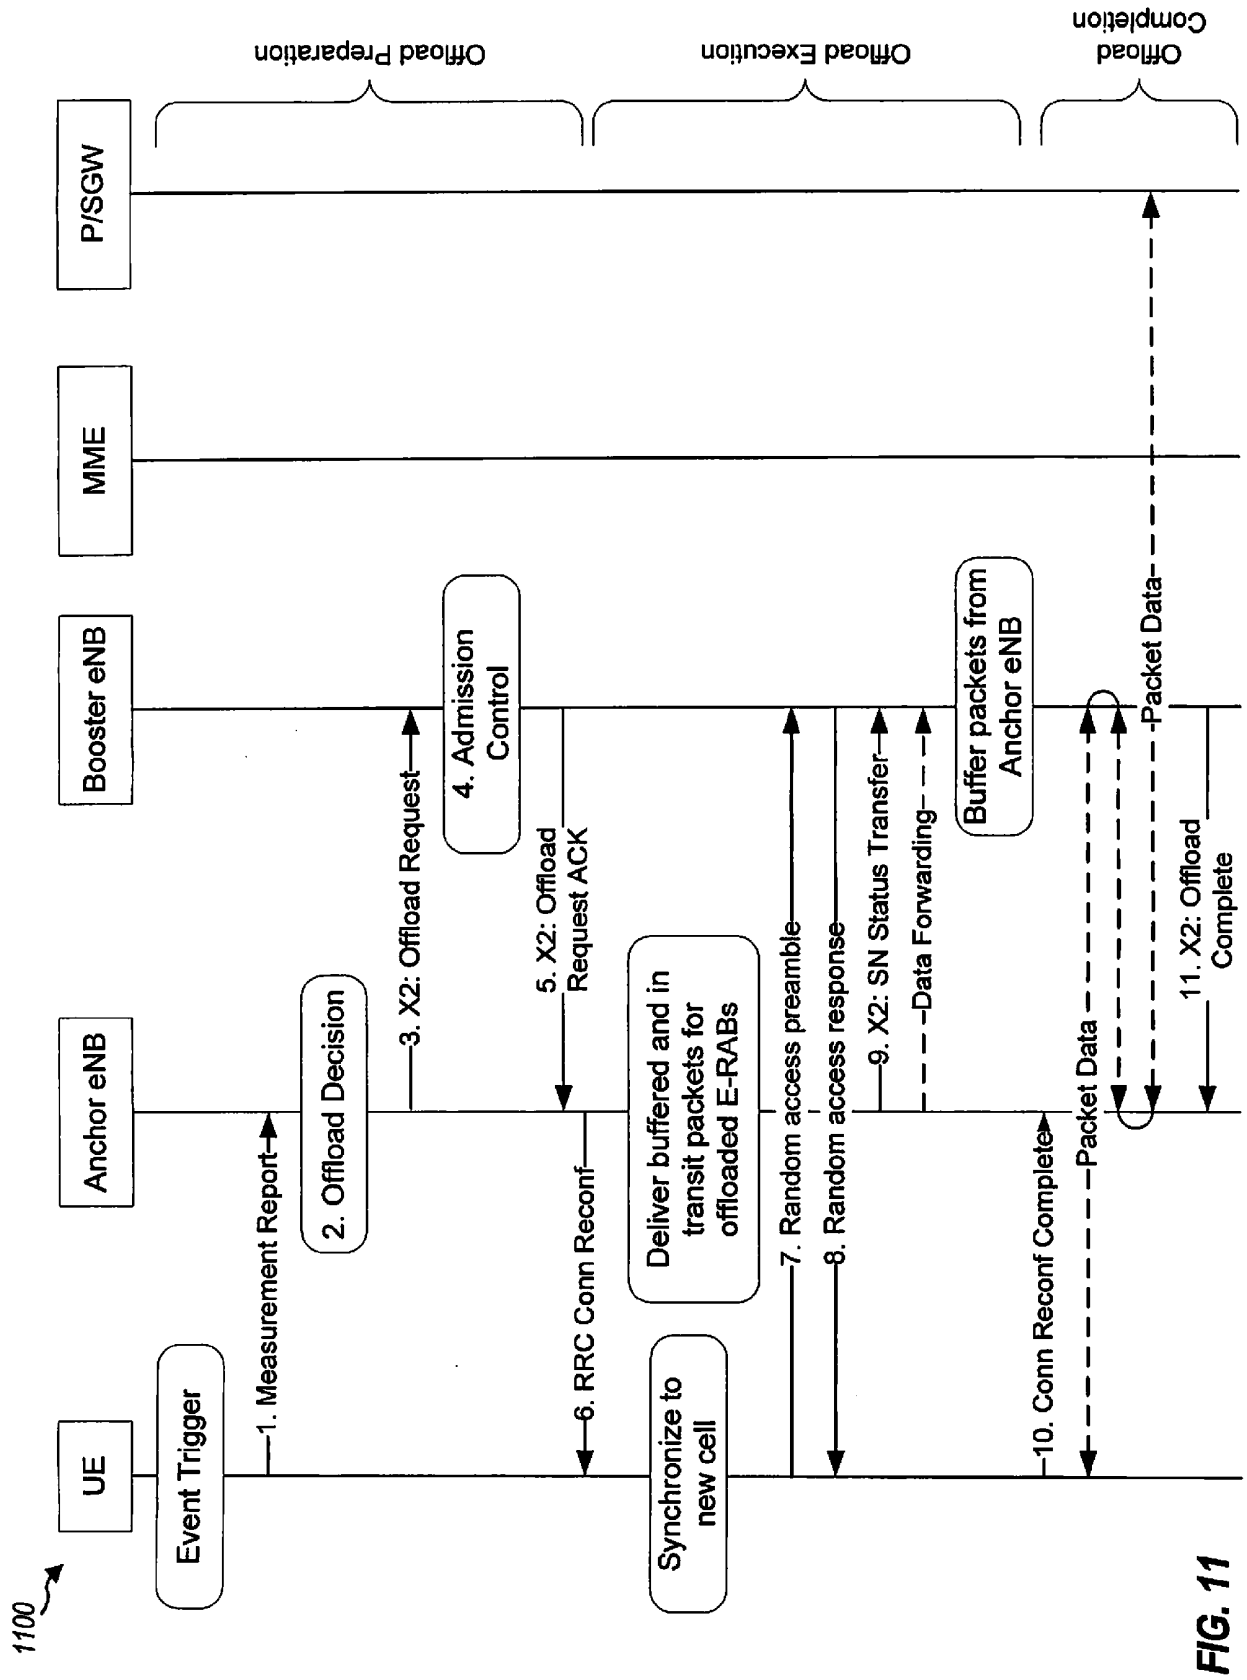 1100
UE
Anchor eNB
Booster eNB
MME
P/SGW
Event Trigger
1. Measurement Report
2. Offload Decision
3. X2: Offload Request
4. Admission
Control
5. X2: Offload
Request ACK
Offload Preparation
6. RRC Conn Reconf
Synchronize to
new cell
Deliver buffered and in
transit packets for
offloaded E-RABs
7. Random access preamble
8. Random access response
9. X2: SN Status Transfer
Data Forwarding
Buffer packets from
Anchor eNB
Offload Execution
10. Conn Reconf Complete
Packet Data
Packet Data
11. X2: Offload
Complete
Offload
Completion
FIG. 11